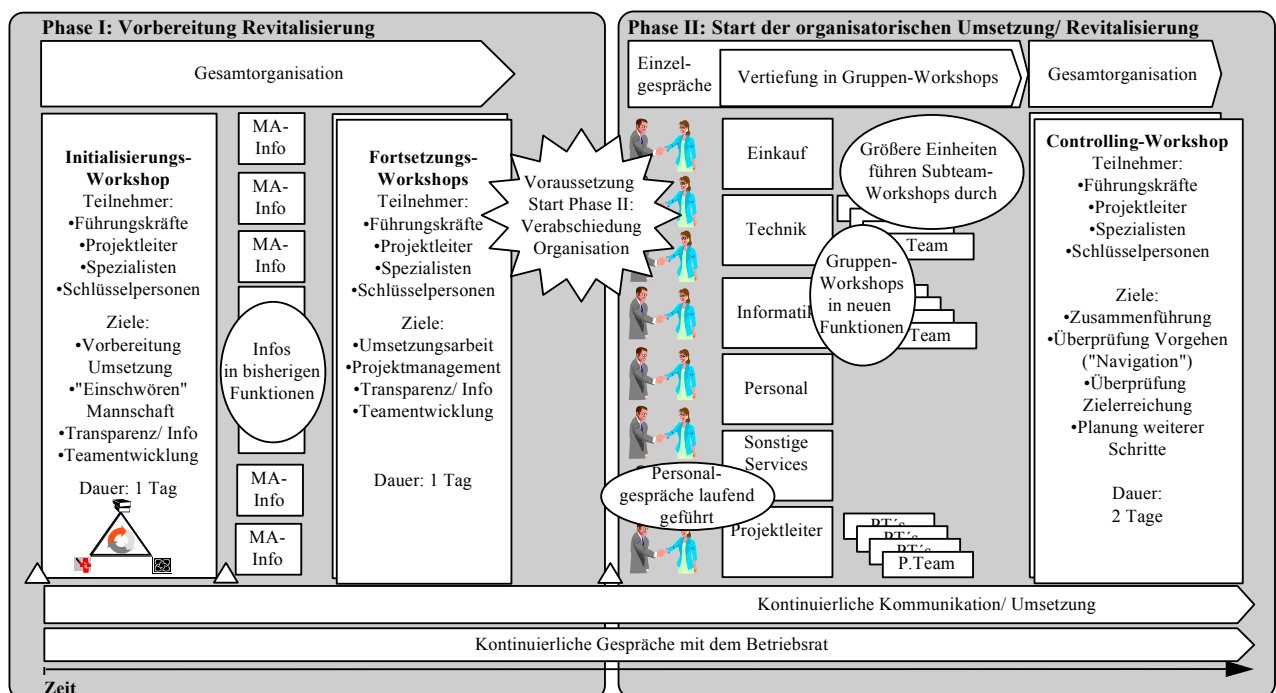 Phase I: Vorbereitung Revitalisierung
Gesamtorganisation
Initialisierungs-
Workshop
Teilnehmer:
•Führungskräfte
•Projektleiter
•Spezialisten
•Schlüsselpersonen
Ziele:
•Vorbereitung
Umsetzung
•"Einschwören"
Mannschaft
•Transparenz/ Info
•Teamentwicklung
Dauer: 1 Tag
MA-
Info
MA-
Info
MA-
Info
Infos
in bisherigen
Funktionen
MA-
Info
MA-
Info
Fortsetzungs-
Workshops
Teilnehmer:
•Führungskräfte
•Projektleiter
•Spezialisten
•Schlüsselpersonen
Ziele:
•Umsetzungsarbeit
•Projektmanagement
•Transparenz/ Info
•Teamentwicklung
Dauer: 1 Tag
Voraussetzung
Start Phase II:
Verabschiedung
Organisation
Phase II: Start der organisatorischen Umsetzung/ Revitalisierung
Einzel-
gespräche
Vertiefung in Gruppen-Workshops
Gesamtorganisation
Einkauf
Technik
Informatik
Personal
Sonstige
Services
Projektleiter
Personal-
gespräche laufend
geführt
Größere Einheiten
führen Subteam-
Workshops durch
Team
Gruppen-
Workshops
in neuen
Funktionen
Team
PT´s
PT´s
PT´s
P.Team
Controlling-Workshop
Teilnehmer:
•Führungskräfte
•Projektleiter
•Spezialisten
•Schlüsselpersonen
Ziele:
•Zusammenführung
•Überprüfung Vorgehen
("Navigation")
•Überprüfung
Zielerreichung
•Planung weiterer
Schritte
Dauer:
2 Tage
Kontinuierliche Kommunikation/ Umsetzung
Kontinuierliche Gespräche mit dem Betriebsrat
Zeit